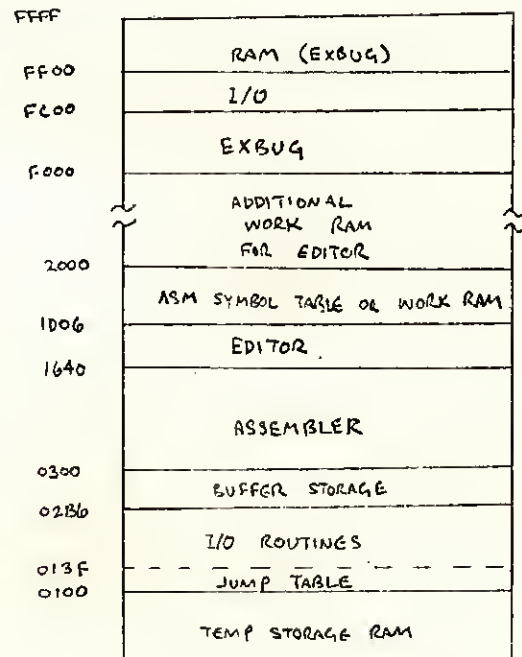 FFFF
RAM (EXBUG)
FF00
I/O
FC00
EXBUG
F000
ADDITIONAL
WORK RAM
FOR EDITOR
2000
ASM SYMBOL TABLE OR WORK RAM
1D06
EDITOR
1640
ASSEMBLER
0300
BUFFER STORAGE
02B6
I/O ROUTINES
013F
JUMP TABLE
0100
TEMP STORAGE RAM